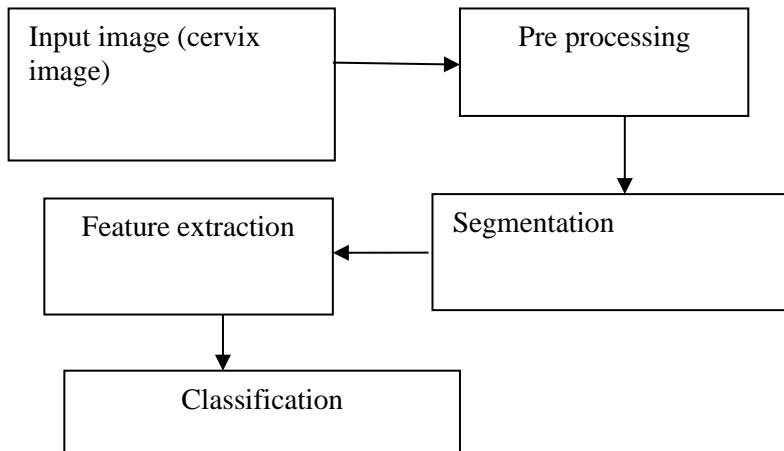 Input image (cervix
image)
Pre processing
Segmentation
Feature extraction
Classification